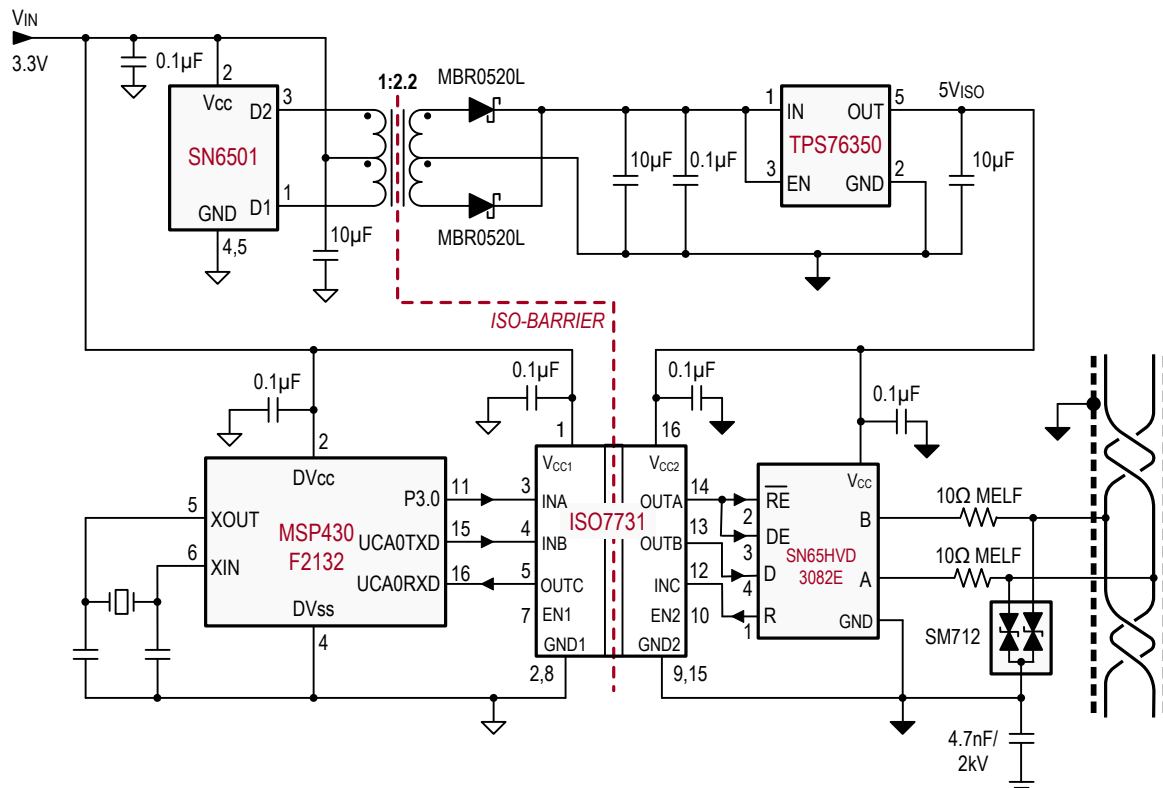 VIN
3.3V
0.1µF
2
Vcc
D2
3
SN6501
D1
1
GND
4,5
10µF
1:2.2
MBR0520L
MBR0520L
10µF
0.1µF
1
IN
OUT
5
TPS76350
3
EN
GND
2
5VISO
10µF
ISO-BARRIER
0.1µF
2
DVcc
5
XOUT
6
XIN
MSP430
F2132
P3.0
11
UCA0TXD
15
UCA0RXD
16
DVss
4
0.1µF
1
VCC1
3
INA
4
INB
5
OUTC
7
EN1
GND1
2,8
ISO7731
0.1µF
16
VCC2
OUTA
14
OUTB
13
INC
12
EN2
10
GND2
9,15
0.1µF
VCC
RE
2
DE
3
D
4
R
1
SN65HVD
3082E
B
A
GND
10Ω MELF
10Ω MELF
SM712
4.7nF/
2kV